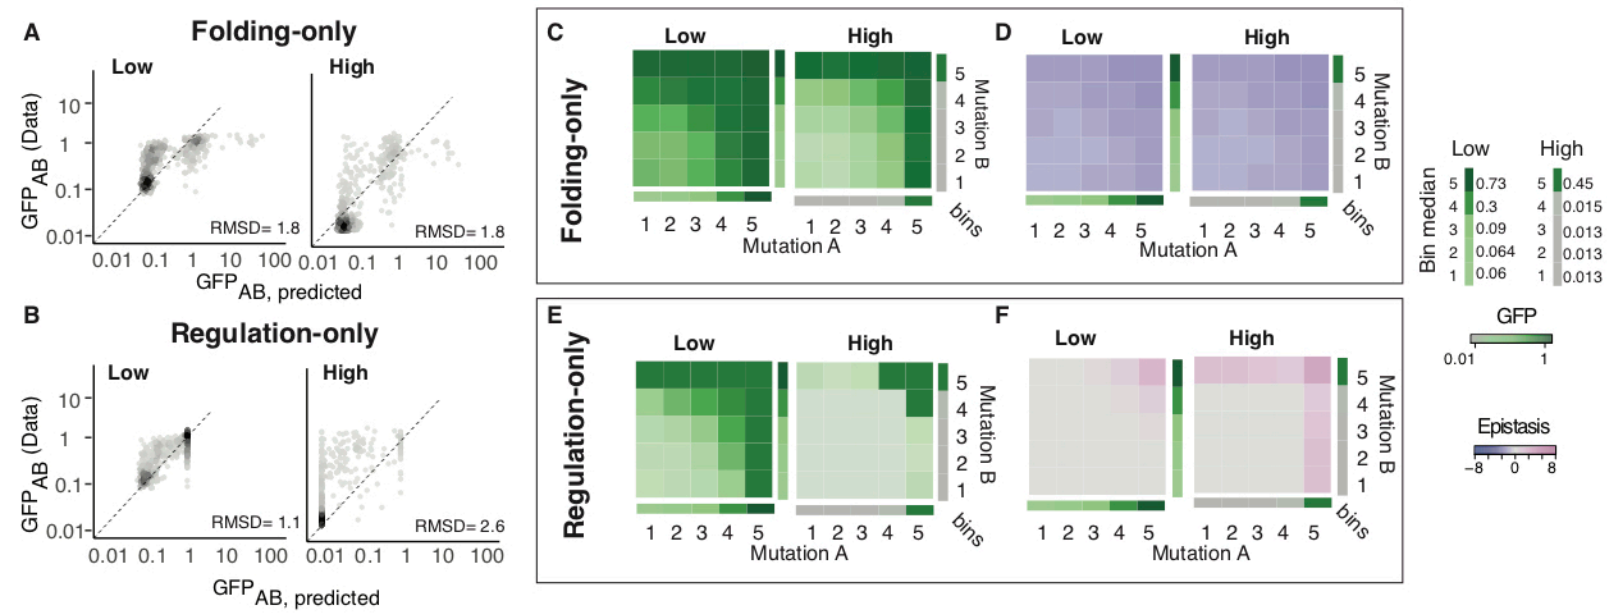 A
Folding-only
Low
High
GFP AB (Data)
10
1
0.1
0.01
RMSD= 1.8
RMSD= 1.8
0.01 0.1 1 10 100
0.01 0.1 1 10 100
GFP AB, predicted
B
Regulation-only
Low
High
GFP AB (Data)
10
1
0.1
0.01
RMSD= 1.1
RMSD= 2.6
0.01 0.1 1 10 100
0.01 0.1 1 10 100
GFP AB, predicted
C
Folding-only
Low
High
5
4
3
2
1
Mutation B
1 2 3 4 5
1 2 3 4 5
bins
Mutation A
D
Low
High
5
4
3
2
1
Mutation B
1 2 3 4 5
1 2 3 4 5
bins
Mutation A
E
Regulation-only
Low
High
5
4
3
2
1
Mutation B
1 2 3 4 5
1 2 3 4 5
bins
Mutation A
F
Low
High
5
4
3
2
1
Mutation B
1 2 3 4 5
1 2 3 4 5
bins
Mutation A
Low
High
Bin median
5 0.73
4 0.3
3 0.09
2 0.064
1 0.06
5 0.45
4 0.015
3 0.013
2 0.013
1 0.013
GFP
0.01 1
Epistasis
−8 0 8